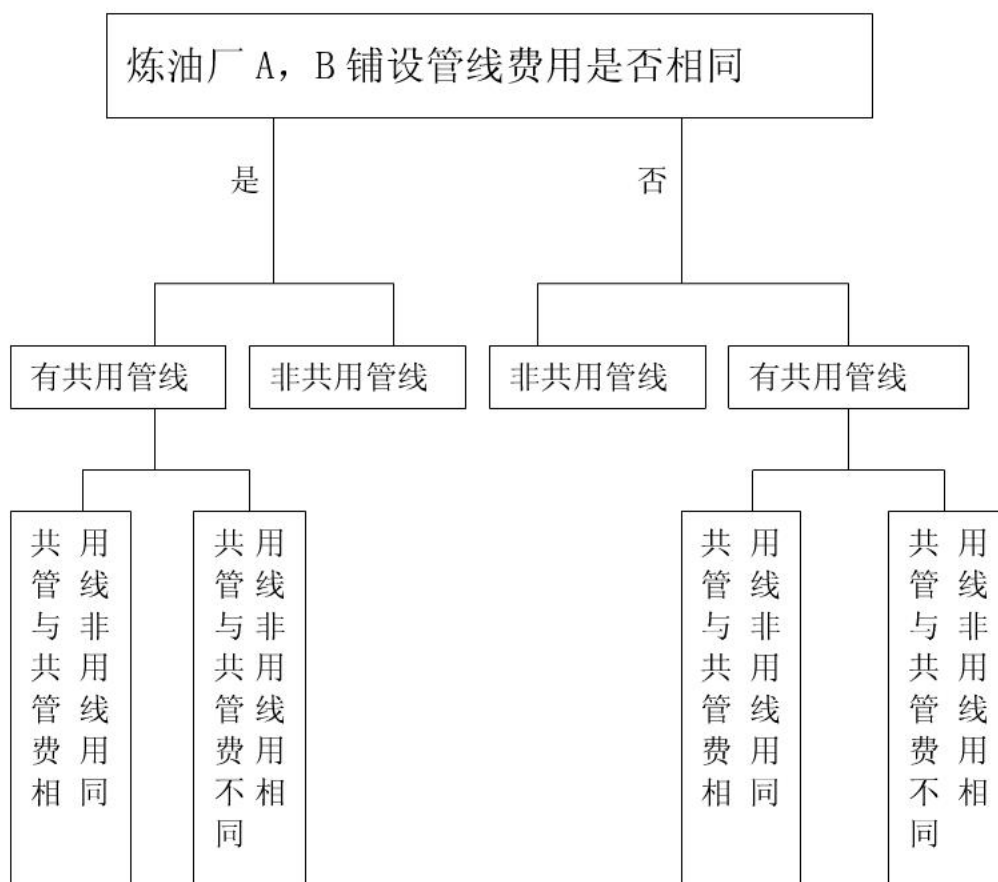 炼油厂 A，B 铺设管线费用是否相同
是
否
有共用管线
非共用管线
非共用管线
有共用管线
共用
管线
与非
共用
管线
费用
相同
共用
管线
与非
共用
管线
费用
不相
同
共用
管线
与非
共用
管线
费用
相同
共用
管线
与非
共用
管线
费用
不相
同